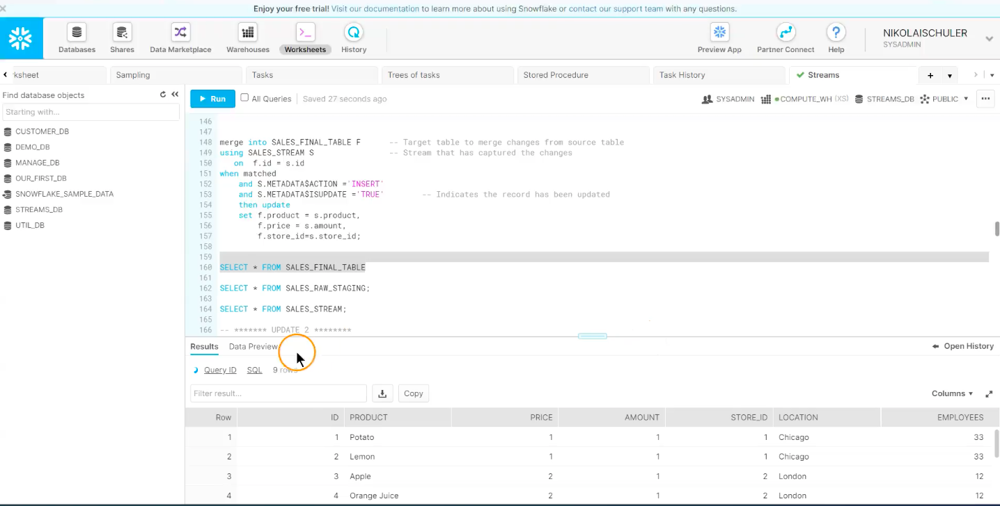 Enjoy your free trial! Visit our documentation to learn more about using Snowflake or contact our support team with any questions.
Databases
Shares
Data Marketplace
Warehouses
Worksheets
History
Preview App
Partner Connect
Help
NIKOLAISCHULER
SYSADMIN
ksheet
Sampling
Tasks
Trees of tasks
Stored Procedure
Task History
Streams
Find database objects
Starting with...
CUSTOMER_DB
DEMO_DB
MANAGE_DB
OUR_FIRST_DB
SNOWFLAKE_SAMPLE_DATA
STREAMS_DB
UTIL_DB
Run
All Queries
Saved 27 seconds ago
SYSADMIN
COMPUTE_WH (XS)
STREAMS_DB
PUBLIC
146
147
148 merge into SALES_FINAL_TABLE F -- Target table to merge changes from source table
149 using SALES_STREAM S -- Stream that has captured the changes
150 on f.id = s.id
151 when matched
152 and S.METADATA$ACTION ='INSERT'
153 and S.METADATA$ISUPDATE ='TRUE' -- Indicates the record has been updated
154 then update
155 set f.product = s.product,
156 f.price = s.amount,
157 f.store_id=s.store_id;
158
159
160 SELECT * FROM SALES_FINAL_TABLE
161
162 SELECT * FROM SALES_RAW_STAGING;
163
164 SELECT * FROM SALES_STREAM;
165
166 -- ******* UPDATE 2 ********
Results
Data Preview
Open History
Query ID
SQL
9 rows
Filter result...
Copy
Columns
Row ID PRODUCT PRICE AMOUNT STORE_ID LOCATION EMPLOYEES
1 1 Potato 1 1 1 Chicago 33
2 2 Lemon 1 1 1 Chicago 33
3 3 Apple 2 1 2 London 12
4 4 Orange Juice 2 1 2 London 12